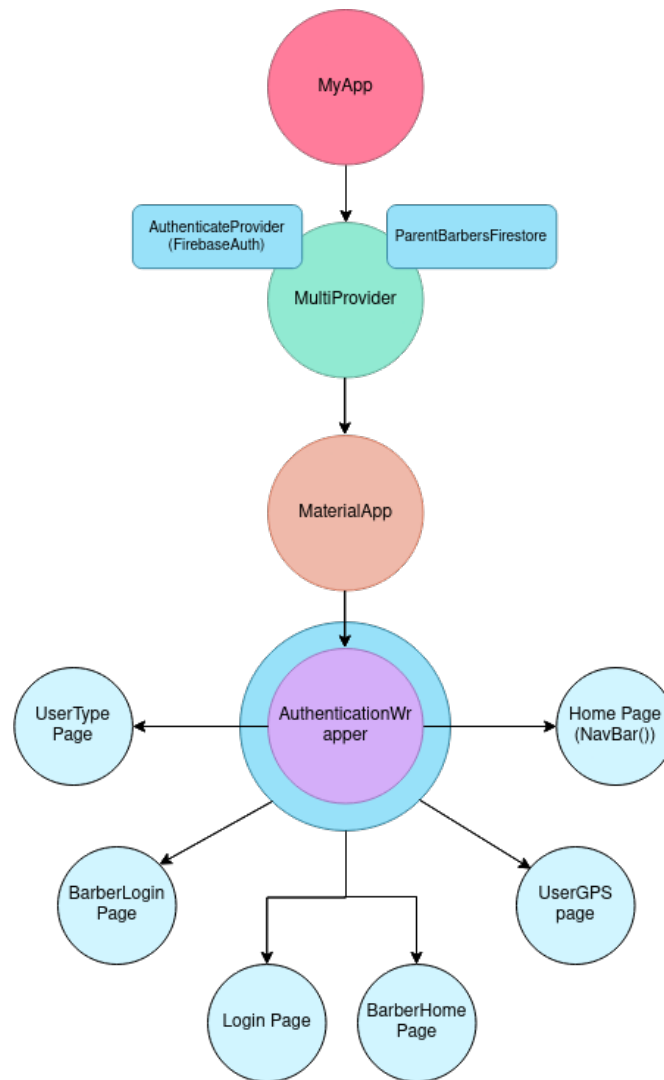 MyApp
AuthenticateProvider
(FirebaseAuth)
ParentBarbersFirestore
MultiProvider
MaterialApp
AuthenticationWr
apper
UserType
Page
Home Page
(NavBar())
BarberLogin
Page
UserGPS
page
Login Page
BarberHome
Page